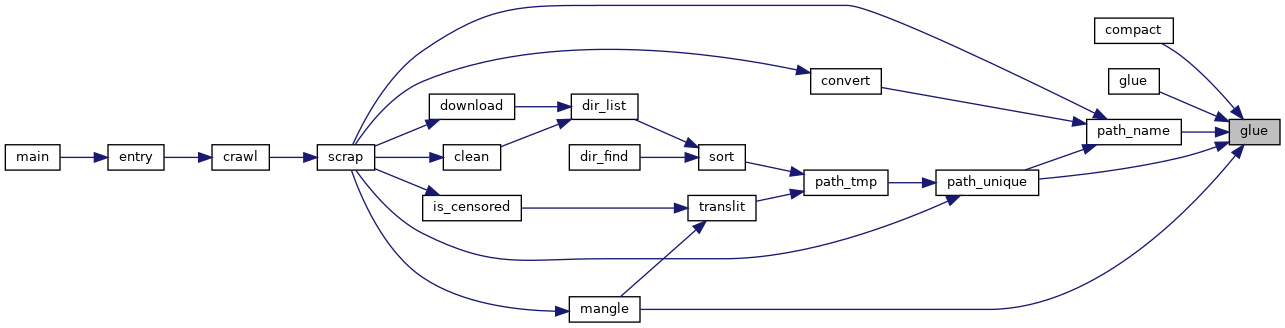 main
entry
crawl
scrap
download
clean
is_censored
dir_list
dir_find
mangle
sort
translit
convert
path_tmp
path_unique
compact
glue
path_name
glue